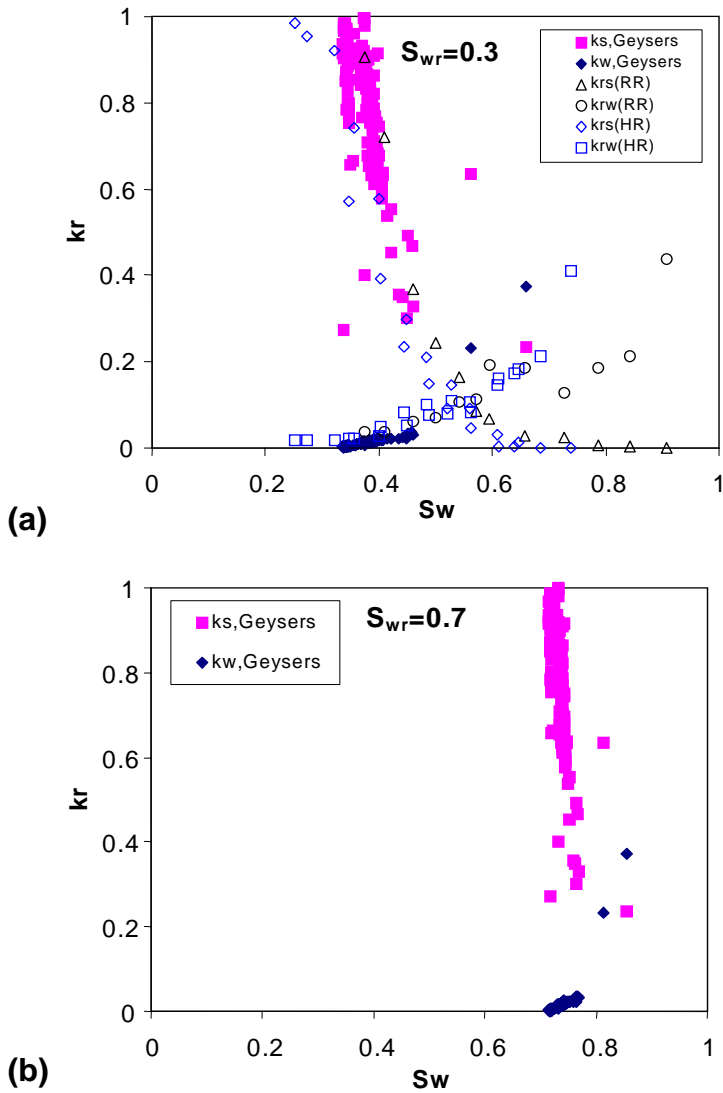 1
0.8
0.6
0.4
0.2
0
kr
S_wr=0.3
ks,Geysers
kw,Geysers
krs(RR)
krw(RR)
krs(HR)
krw(HR)
0 0.2 0.4 0.6 0.8 1
Sw
(a)
1
0.8
0.6
0.4
0.2
0
kr
ks,Geysers
kw,Geysers
S_wr=0.7
0 0.2 0.4 0.6 0.8 1
Sw
(b)